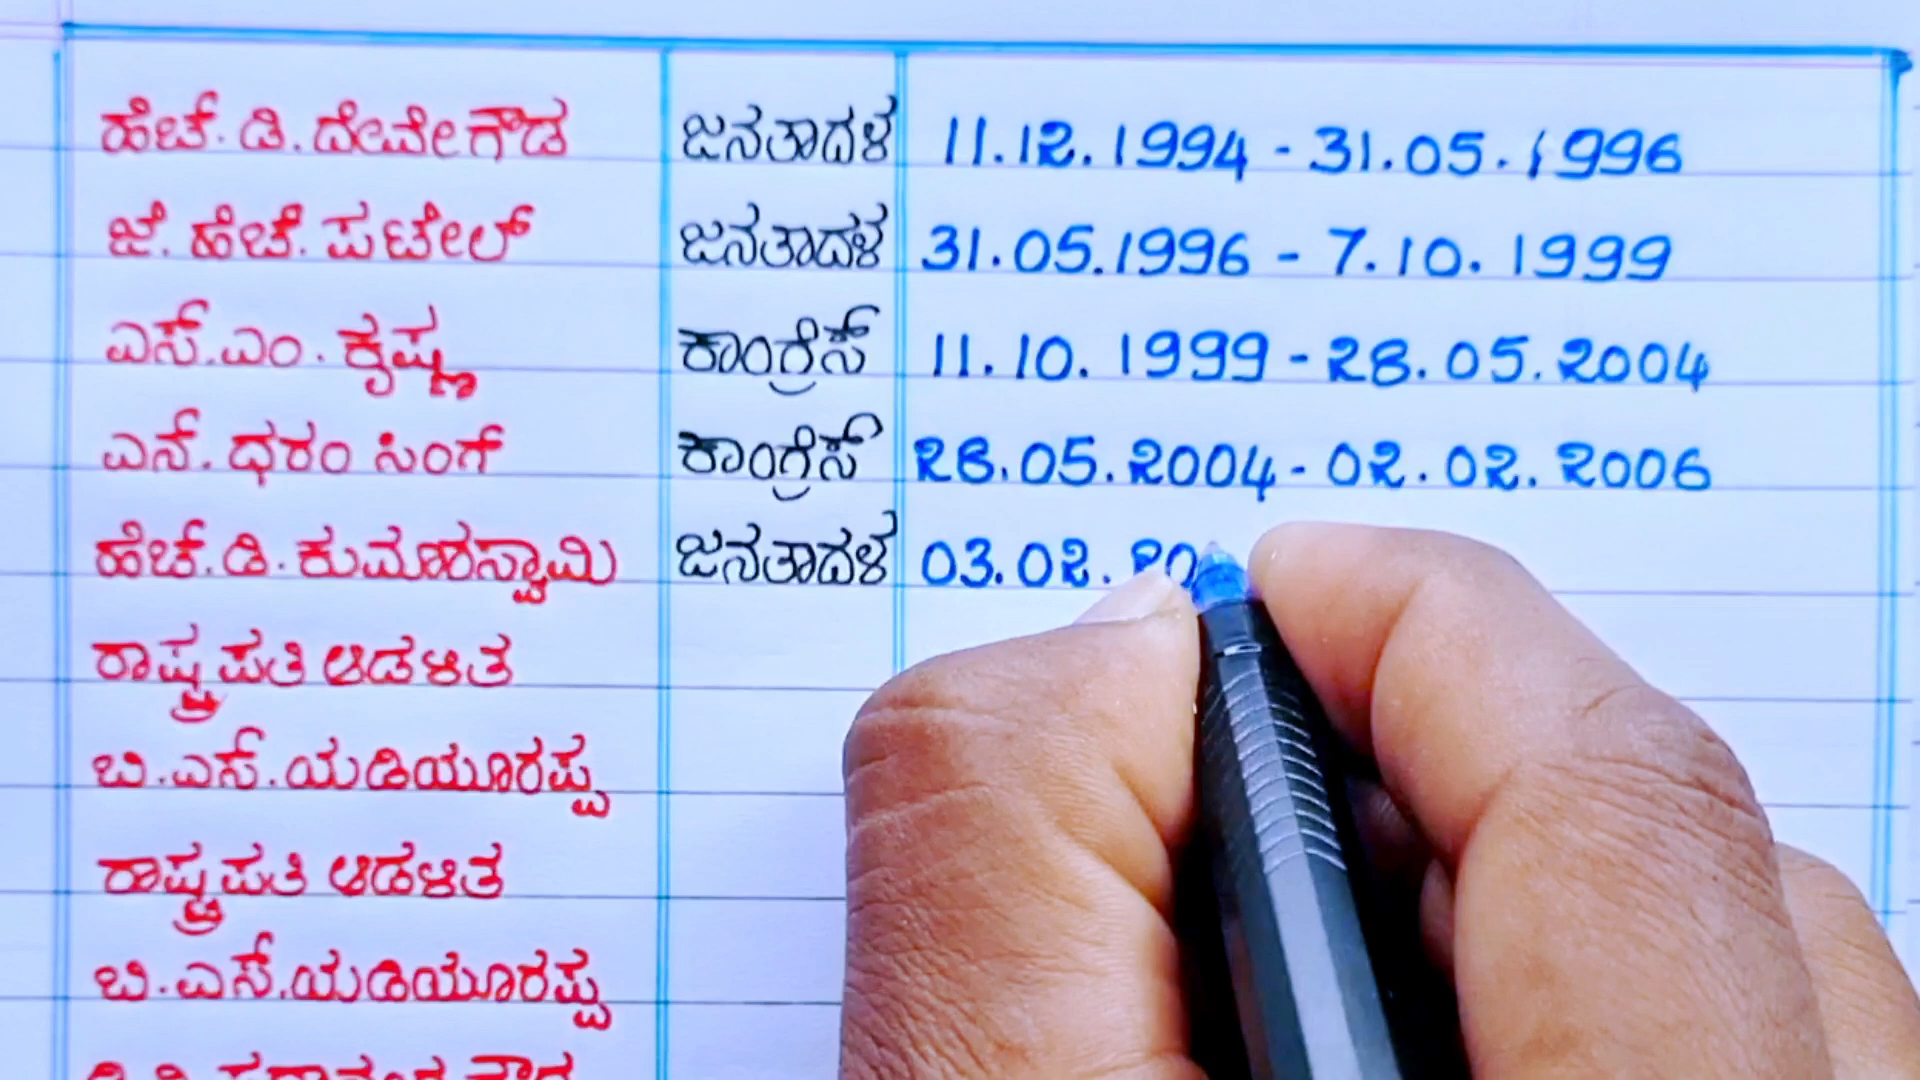 ಹೆಚ್. ಡಿ. ದೇವೇಗೌಡ ಜನತಾದಳ 11.12.1994 - 31.05.1996
ಜೆ. ಹೆಚ್. ಪಟೇಲ್ ಜನತಾದಳ 31.05.1996 - 7.10.1999
ಎಸ್.ಎಂ. ಕೃಷ್ಣ ಕಾಂಗ್ರೆಸ್ 11.10.1999 - 28.05.2004
ಎನ್. ಧರಂ ಸಿಂಗ್ ಕಾಂಗ್ರೆಸ್ 28.05.2004 - 02.02.2006
ಹೆಚ್.ಡಿ. ಕುಮಾರಸ್ವಾಮಿ ಜನತಾದಳ 03.02.20
ರಾಷ್ಟ್ರಪತಿ ಆಡಳಿತ
ಬಿ.ಎಸ್.ಯಡಿಯೂರಪ್ಪ
ರಾಷ್ಟ್ರಪತಿ ಆಡಳಿತ
ಬಿ.ಎಸ್.ಯಡಿಯೂರಪ್ಪ